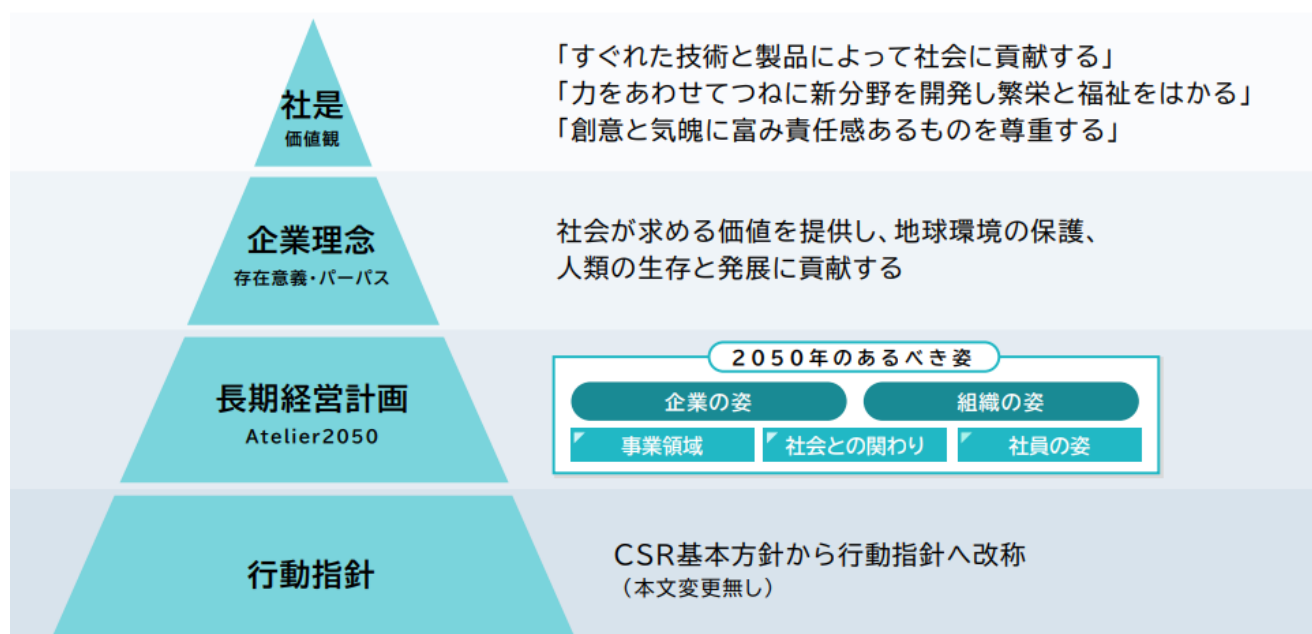 社是
価値観
「すぐれた技術と製品によって社会に貢献する」
「力をあわせてつねに新分野を開発し繁栄と福祉をはかる」
「創意と気魄に富み責任感あるものを尊重する」
企業理念
存在意義・パーパス
社会が求める価値を提供し、地球環境の保護、
人類の生存と発展に貢献する
長期経営計画
Atelier2050
2050年のあるべき姿
企業の姿
組織の姿
事業領域
社会との関わり
社員の姿
行動指針
CSR基本方針から行動指針へ改称
（本文変更無し）